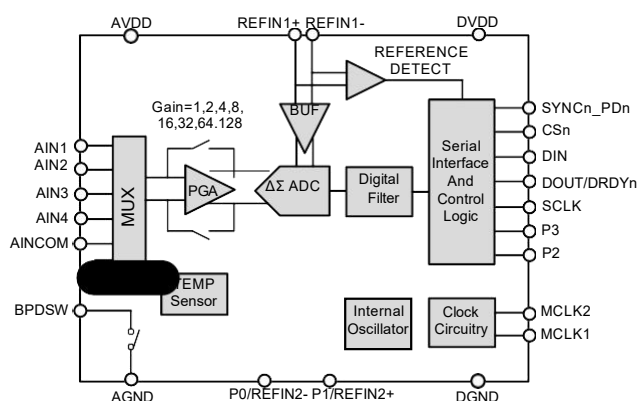 AVDD
REFIN1+ REFIN1-
DVDD
REFERENCE
DETECT
Gain=1,2,4,8,
16,32,64.128
BUF
SYNCn_PDn
CSn
DIN
DOUT/DRDYn
SCLK
P3
P2
AIN1
AIN2
AIN3
AIN4
AINCOM
MUX
PGA
ΔΣ ADC
Digital
Filter
Serial
Interface
And
Control
Logic
TEMP
Sensor
BPDSW
Internal
Oscillator
Clock
Circuitry
MCLK2
MCLK1
AGND
P0/REFIN2- P1/REFIN2+
DGND